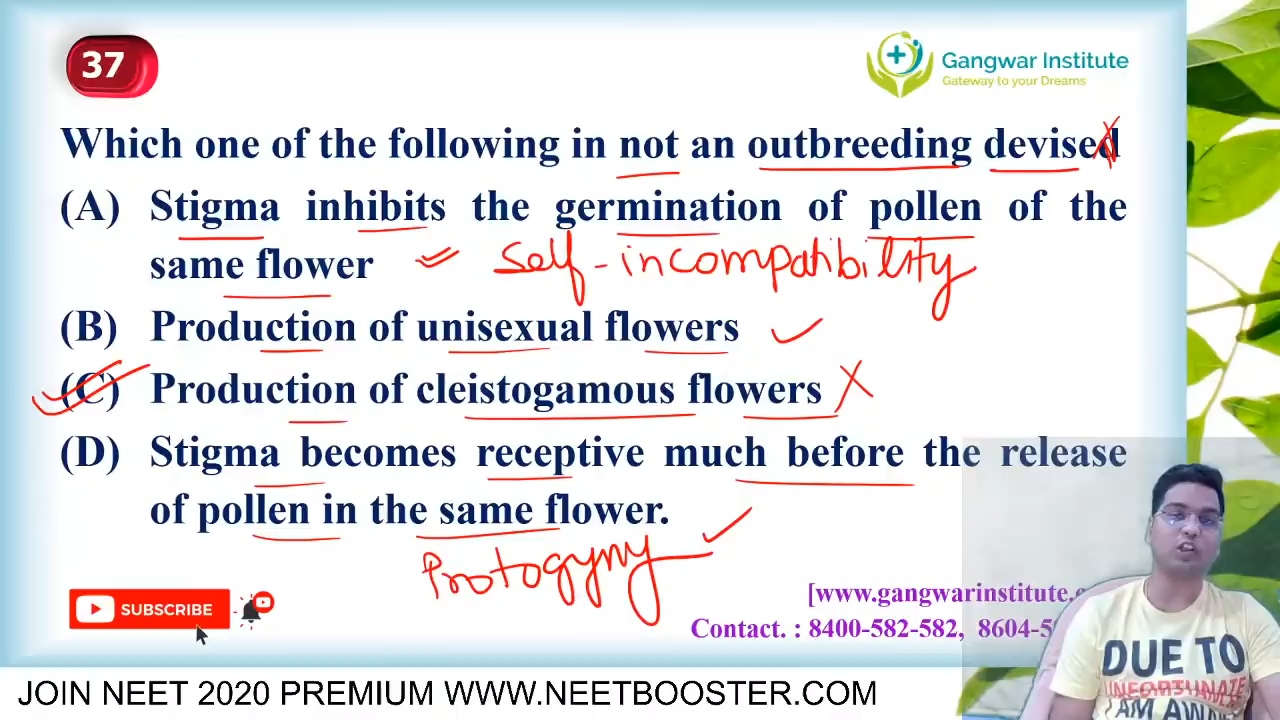 37
Gangwar Institute
Gateway to your Dreams
Which one of the following in not an outbreeding devised
(A) Stigma inhibits the germination of pollen of the
same flower self-incompatibility
(B) Production of unisexual flowers
(C) Production of cleistogamous flowers
(D) Stigma becomes receptive much before the release
of pollen in the same flower.
Protogyny
SUBSCRIBE
[www.gangwarinstitute.c
Contact. : 8400-582-582, 8604-5
DUE TO
UNFORTUNATE
I AM AWA
JOIN NEET 2020 PREMIUM WWW.NEETBOOSTER.COM